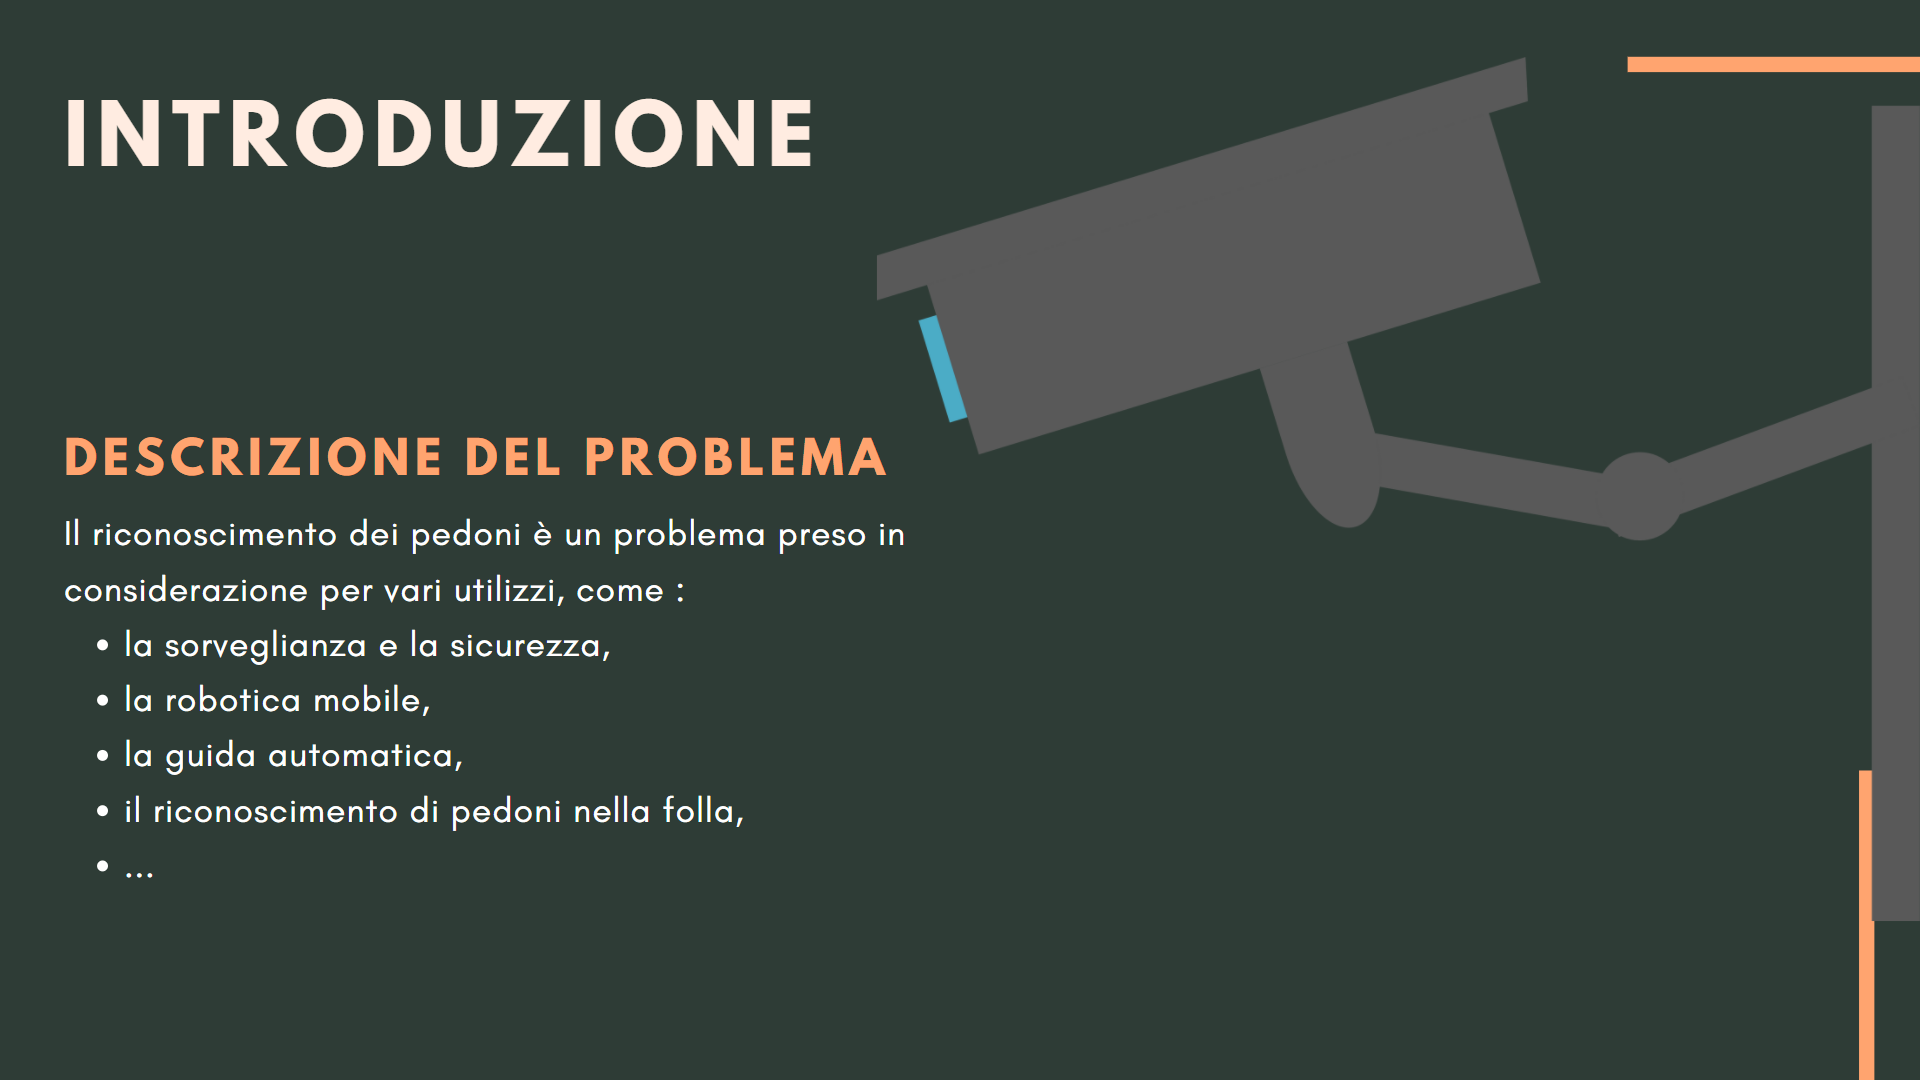 INTRODUZIONE
DESCRIZIONE DEL PROBLEMA
Il riconoscimento dei pedoni è un problema preso in
considerazione per vari utilizzi, come :
• la sorveglianza e la sicurezza,
• la robotica mobile,
• la guida automatica,
• il riconoscimento di pedoni nella folla,
• ...